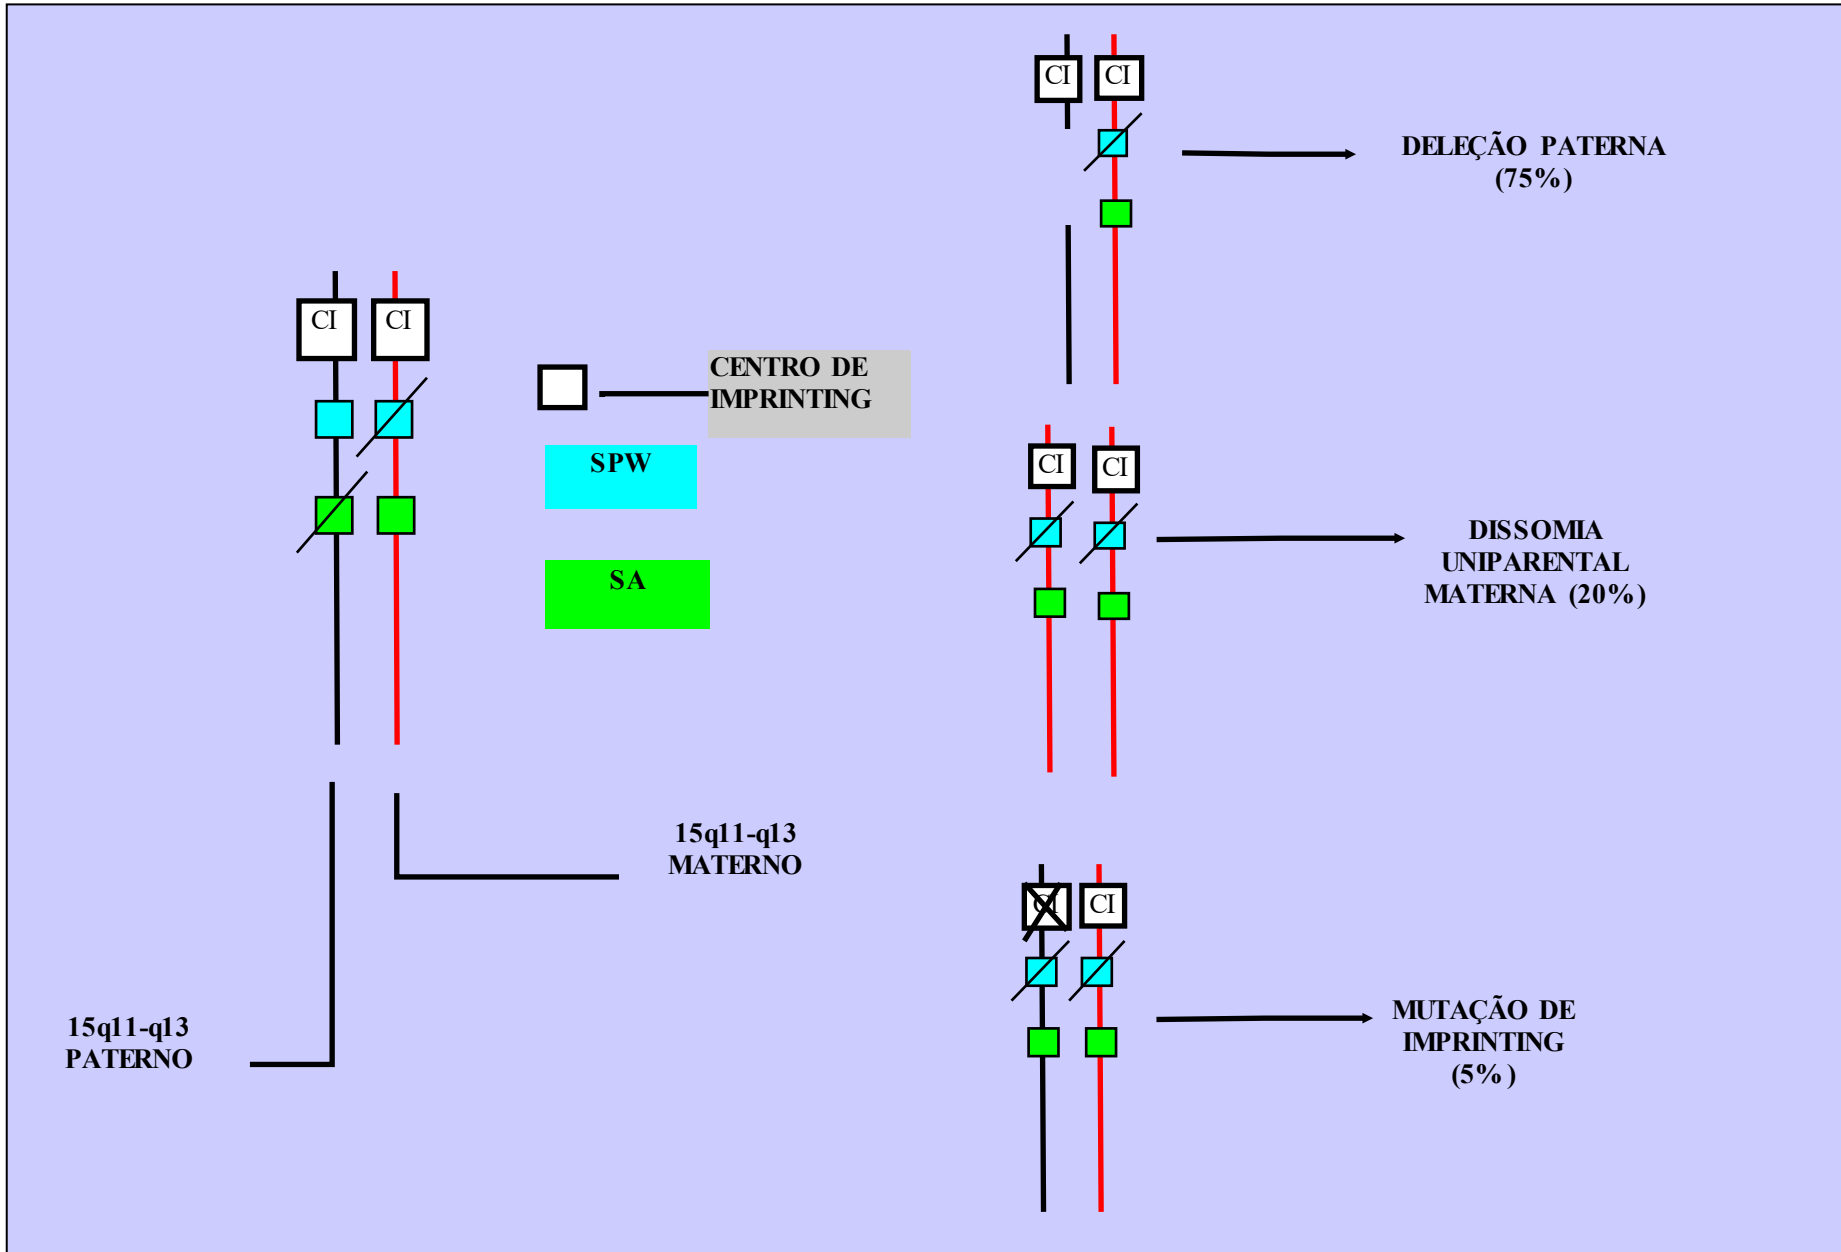 CI
CI
CENTRO DE
IMPRINTING
SPW
SA
15q11-q13
MATERNO
15q11-q13
PATERNO
CI
CI
DELEÇÃO PATERNA
(75%)
CI
CI
DISSOMIA
UNIPARENTAL
MATERNA (20%)
CI
CI
MUTAÇÃO DE
IMPRINTING
(5%)